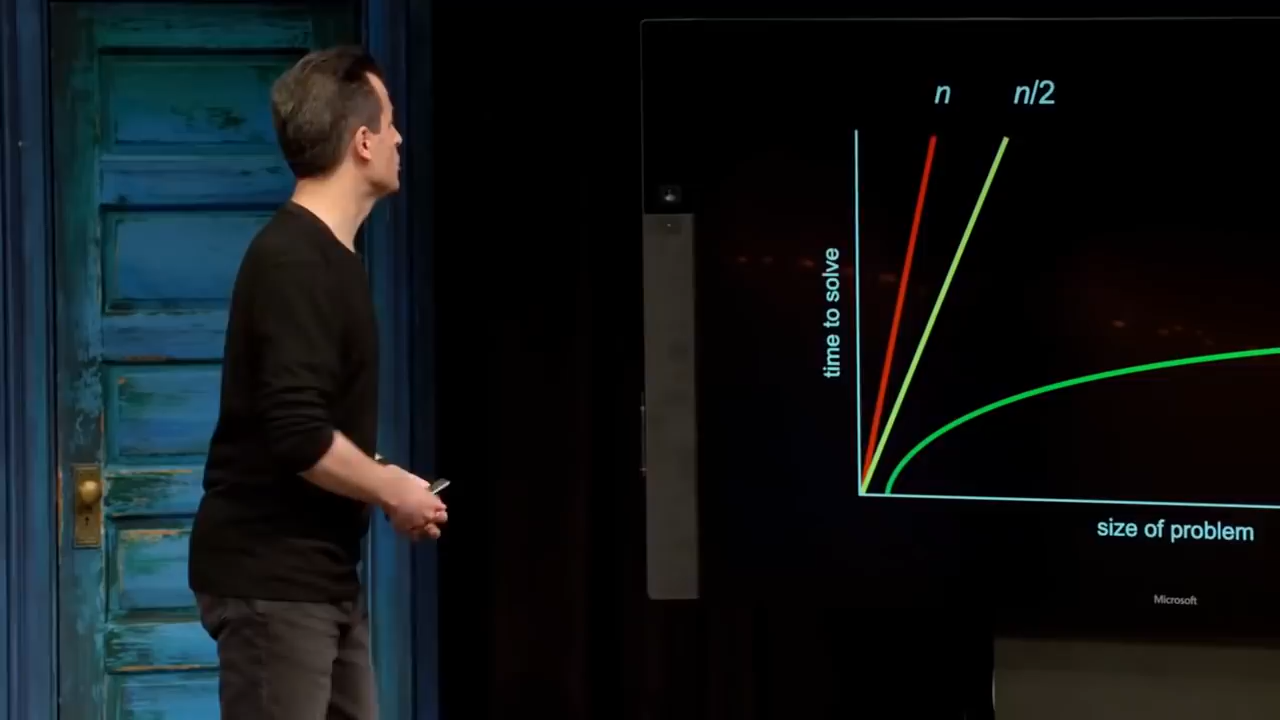 n
n/2
time to solve
size of problem
Microsoft